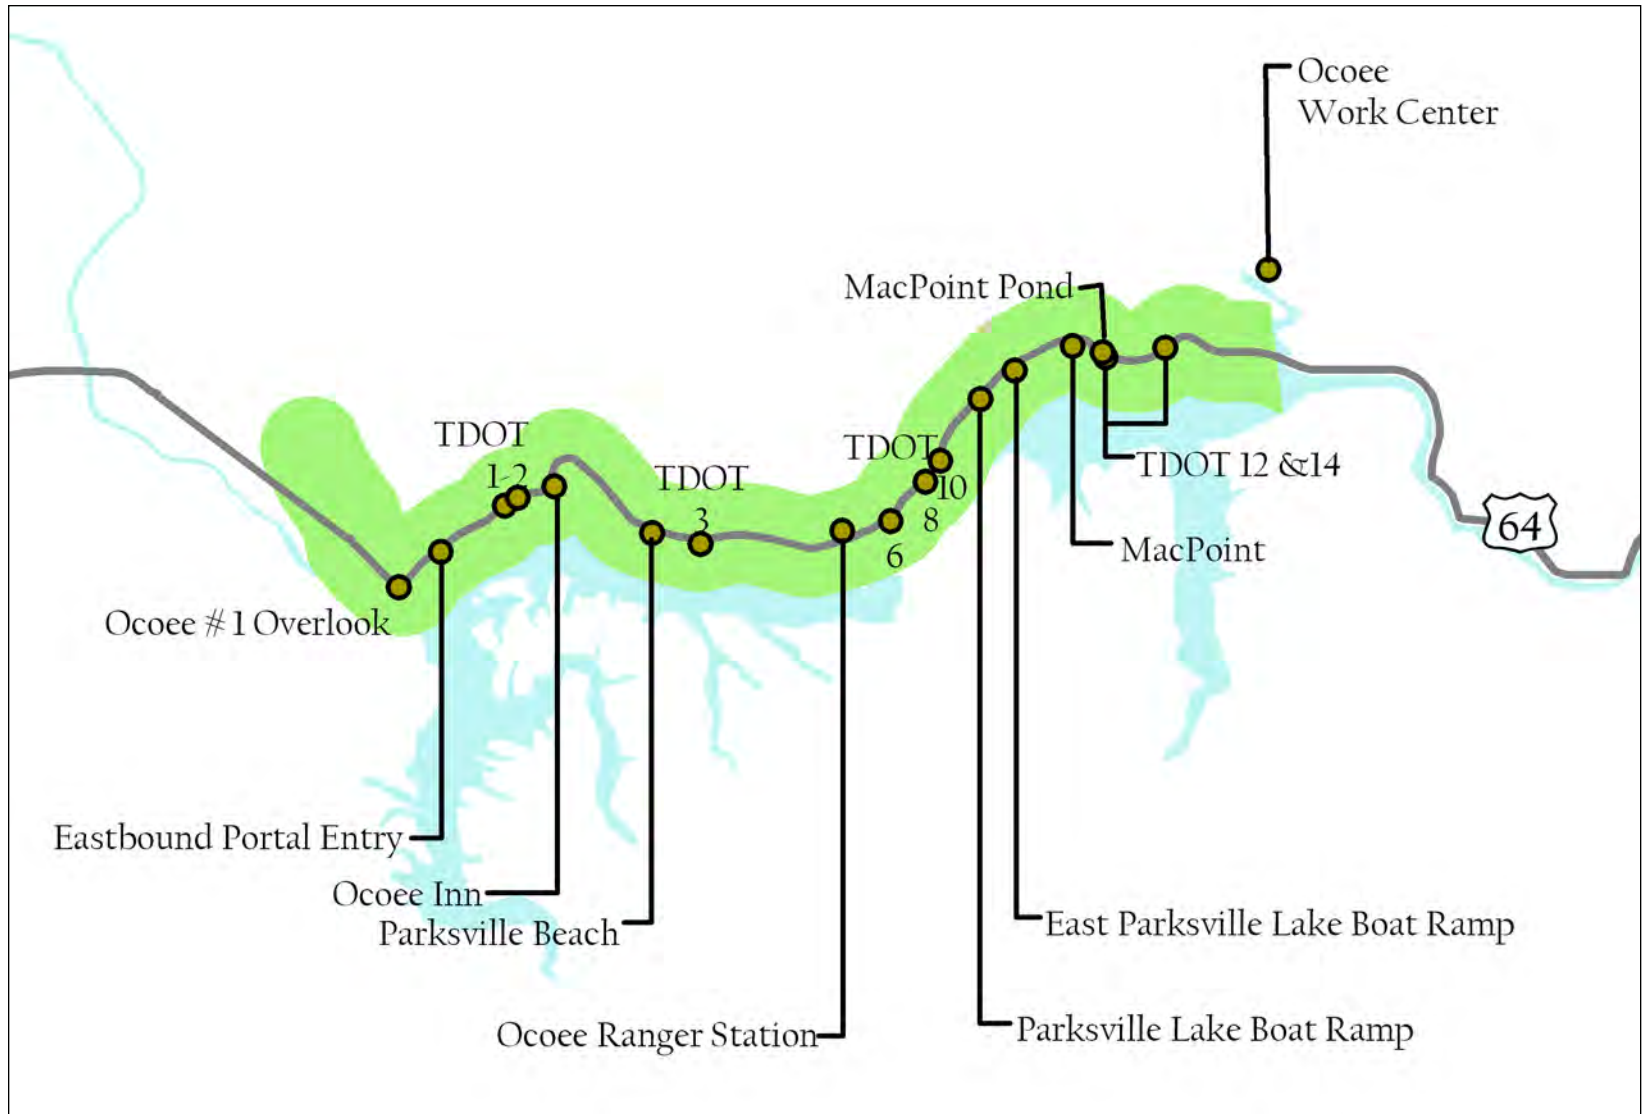 Ocoee
Work Center
MacPoint Pond
TDOT
1-2
TDOT
3
TDOT
10
8
6
TDOT 12 &14
64
MacPoint
Ocoee #1 Overlook
Eastbound Portal Entry
Ocoee Inn
Parksville Beach
East Parksville Lake Boat Ramp
Ocoee Ranger Station
Parksville Lake Boat Ramp